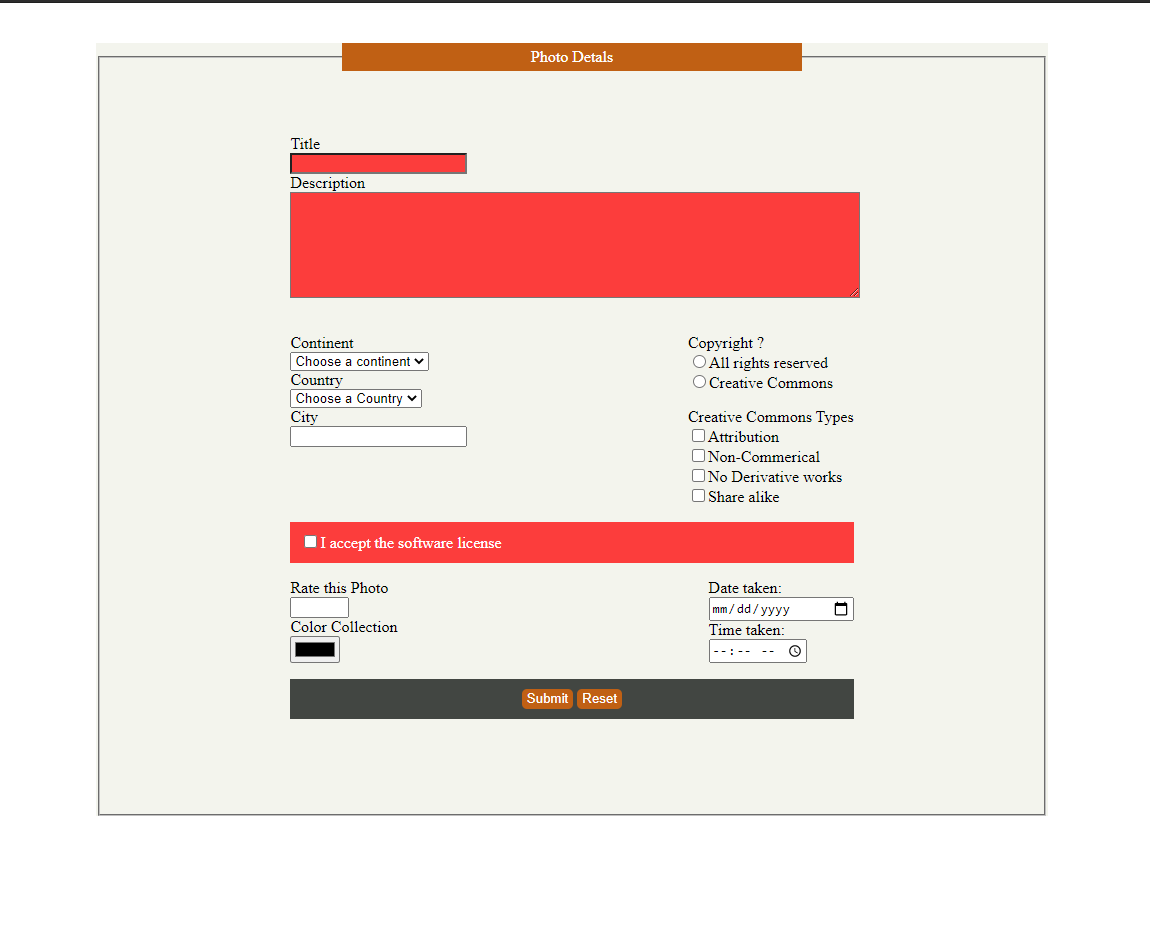 Photo Detals
Title
Description
Continent
Choose a continent
Country
Choose a Country
City
Copyright ?
All rights reserved
Creative Commons
Creative Commons Types
Attribution
Non-Commerical
No Derivative works
Share alike
I accept the software license
Rate this Photo
Color Collection
Date taken:
mm/dd/yyyy
Time taken:
--:-- --
Submit Reset